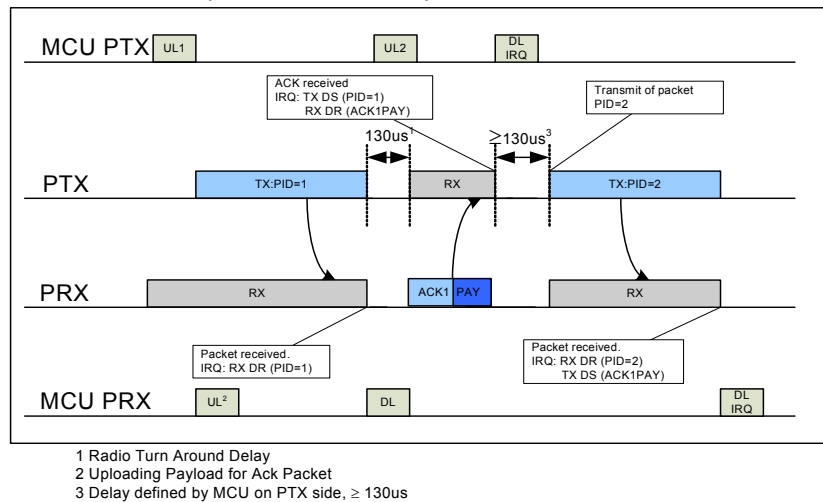 MCU PTX
UL1
UL2
DL
IRQ
ACK received
IRQ: TX DS (PID=1)
RX DR (ACK1PAY)
Transmit of packet
PID=2
130us1
≥130us3
PTX
TX:PID=1
RX
TX:PID=2
PRX
RX
ACK1 PAY
RX
Packet received.
IRQ: RX DR (PID=1)
Packet received.
IRQ: RX DR (PID=2)
TX DS (ACK1PAY)
MCU PRX
UL2
DL
DL
IRQ
1 Radio Turn Around Delay
2 Uploading Payload for Ack Packet
3 Delay defined by MCU on PTX side, ≥ 130us